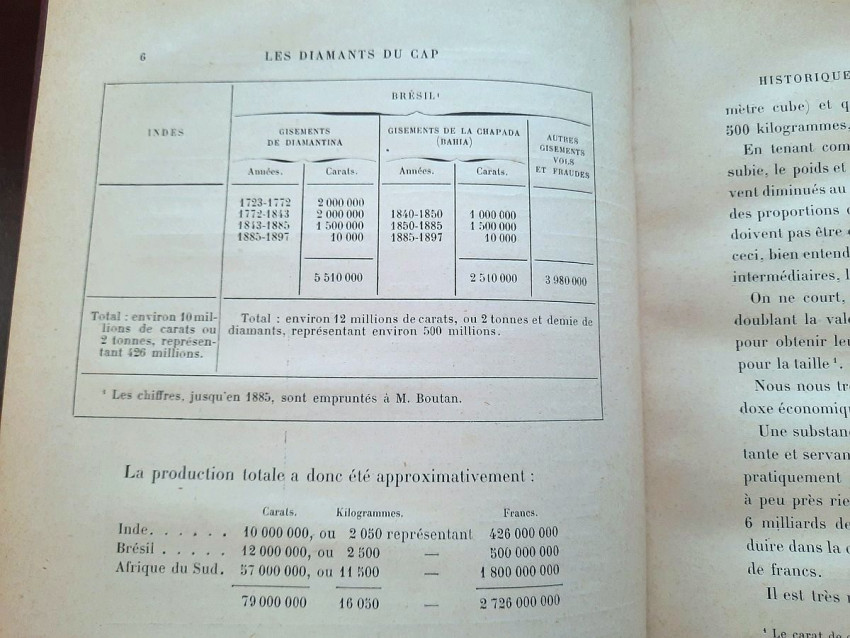 6 LES DIAMANTS DU CAP
INDES
BRÉSIL¹
GISEMENTS
DE DIAMANTINA
GISEMENTS DE LA CHAPADA
(BAHIA)
AUTRES
GISEMENTS
VOLS
ET FRAUDES
Années. Carats. Années. Carats.
1723-1772 2 000 000
1772-1843 2 000 000 1840-1850 1 000 000
1843-1885 1 500 000 1850-1885 1 500 000
1885-1897 10 000 1885-1897 10 000
5 510 000 2 510 000 3 980 000
Total : environ 10 mil-
lions de carats ou
2 tonnes, représen-
tant 426 millions.
Total : environ 12 millions de carats, ou 2 tonnes et demie de
diamants, représentant environ 500 millions.
¹ Les chiffres, jusqu'en 1885, sont empruntés à M. Boutan.
La production totale a donc été approximativement :
Carats. Kilogrammes. Francs.
Inde. . . . . . 10 000 000, ou 2 050 représentant 426 000 000
Brésil . . . . . 12 000 000, ou 2 500 — 500 000 000
Afrique du Sud. 57 000 000, ou 11 500 — 1 800 000 000
79 000 000 16 050 — 2 726 000 000
HISTORIQUE
mètre cube) et
500 kilogrammes,
En tenant com
subie, le poids et
vent diminués au
des proportions
doivent pas être
ceci, bien entend
intermédiaires,
On ne court,
doublant la val
pour obtenir leu
pour la taille¹.
Nous nous tr
doxe économiq
Une substan
tante et servan
pratiquement
à peu près rie
6 milliards de
duire dans la
de francs.
Il est très
¹ Le carat de